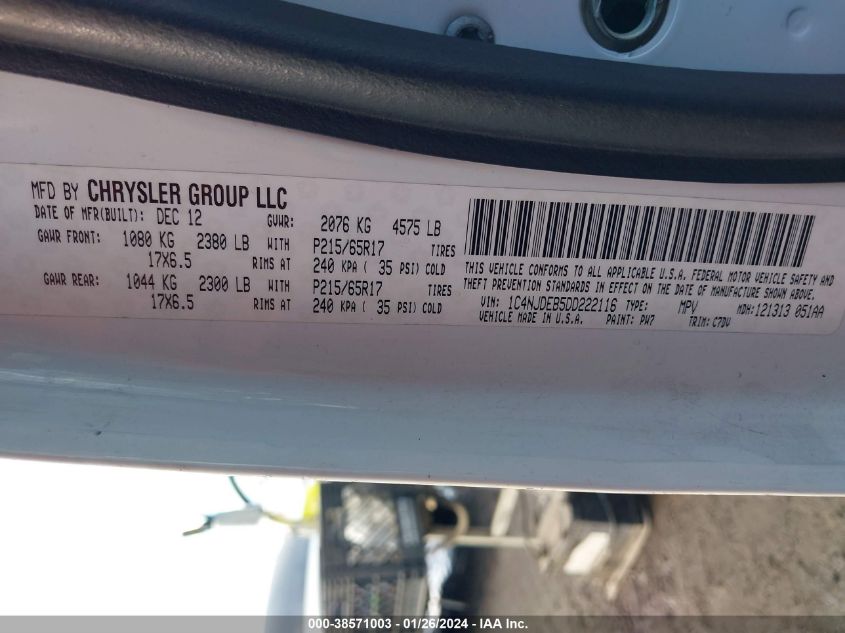 MFD BY CHRYSLER GROUP LLC
DATE OF MFR(BUILT): DEC 12 GVWR: 2076 KG 4575 LB
GAWR FRONT: 1080 KG 2380 LB WITH P215/65R17 TIRES
17X6.5 RIMS AT 240 KPA ( 35 PSI) COLD
GAWR REAR: 1044 KG 2300 LB WITH P215/65R17 TIRES
17X6.5 RIMS AT 240 KPA ( 35 PSI) COLD
THIS VEHICLE CONFORMS TO ALL APPLICABLE U.S.A. FEDERAL MOTOR VEHICLE SAFETY AND
THEFT PREVENTION STANDARDS IN EFFECT ON THE DATE OF MANUFACTURE SHOWN ABOVE.
VIN: 1C4NJDEB5DD222116 TYPE: MPV MDH: 121313 051AA
VEHICLE MADE IN U.S.A. PAINT: PW7 TRIM: C7DV
000-38571003 - 01/26/2024 - IAA Inc.